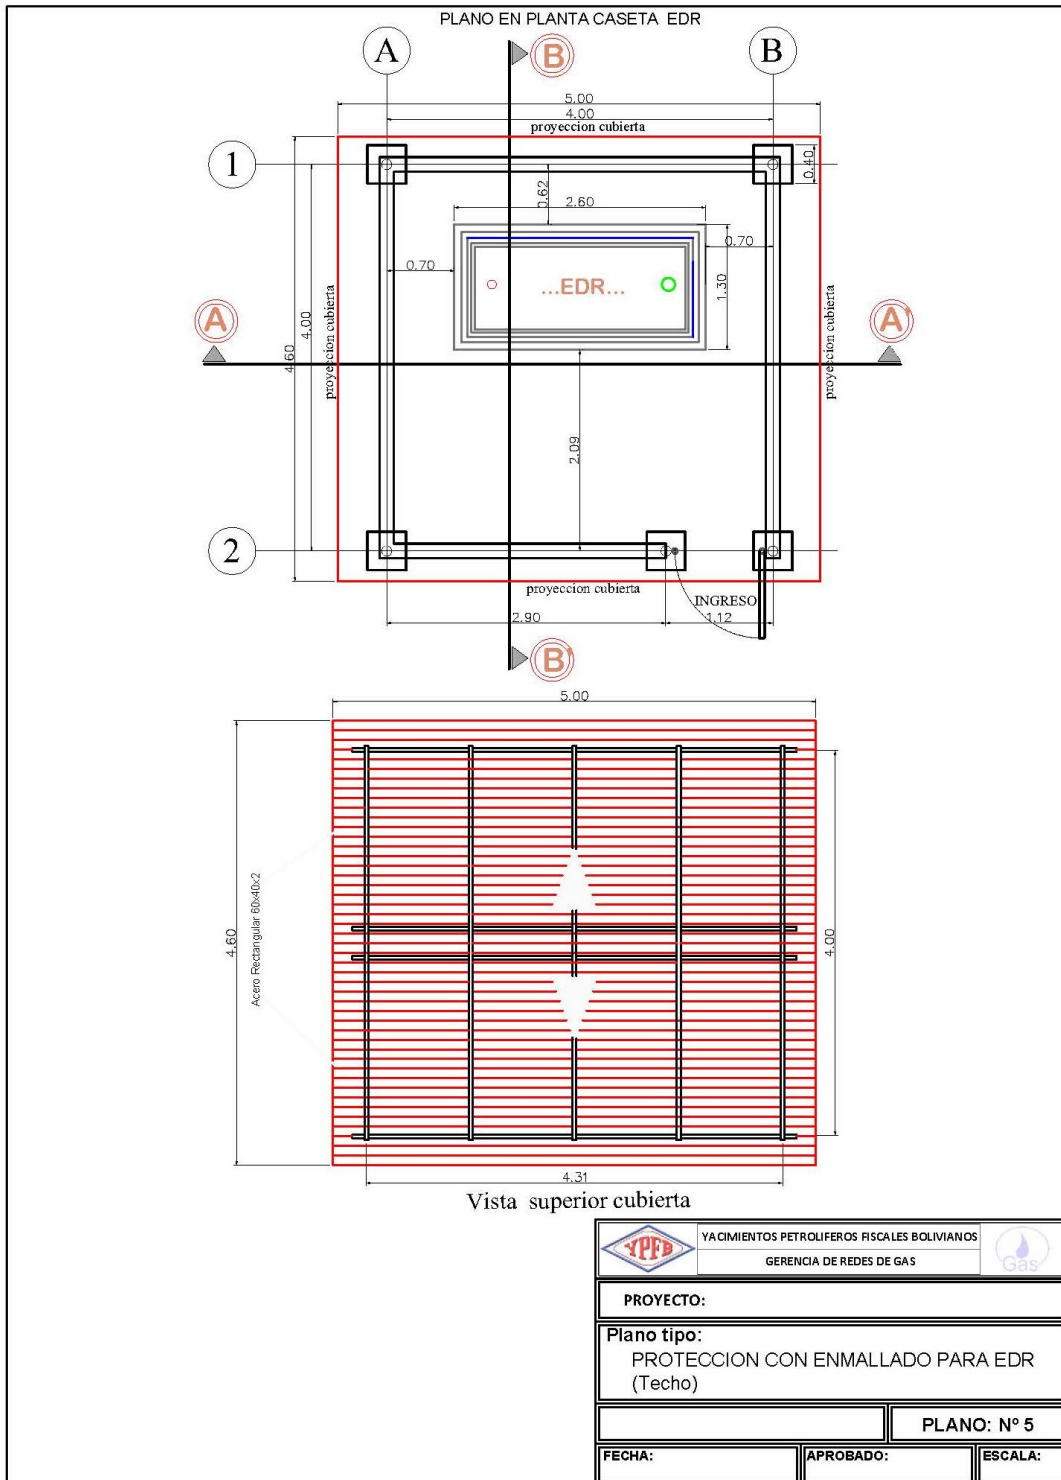 PLANO EN PLANTA CASETA EDR
A
B
B
5.00
4.00
proyeccion cubierta
1
0.40
0.62
2.60
0.70
0.70
...EDR...
1.30
A
A'
4.00
4.60
proyeccion cubierta
proyeccion cubierta
2.09
2
proyeccion cubierta
INGRESO
2.90
1.12
B'
5.00
4.60
Acero Rectangular 60x40x2
4.00
4.31
Vista superior cubierta
YPFB
YACIMIENTOS PETROLIFEROS FISCALES BOLIVIANOS
GERENCIA DE REDES DE GAS
Gas
PROYECTO:
Plano tipo:
PROTECCION CON ENMALLADO PARA EDR
(Techo)
PLANO: Nº 5
FECHA:
APROBADO:
ESCALA: